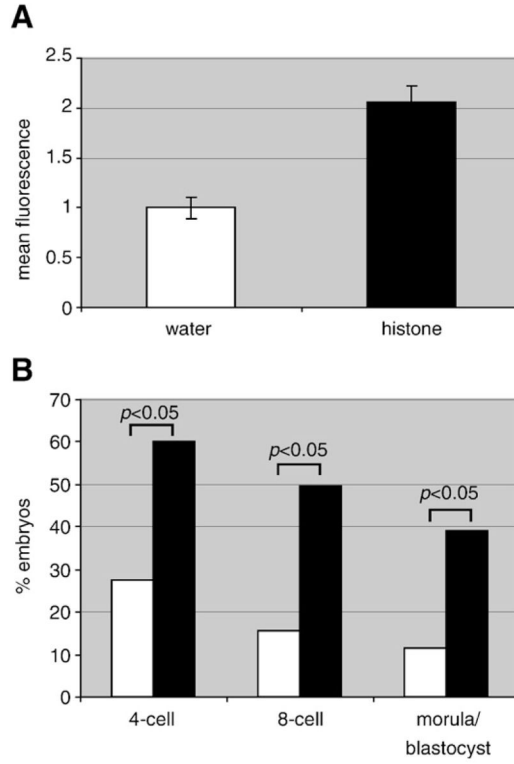 A
2.5
2
1.5
1
0.5
0
mean fluorescence
water histone
B
70
60
50
40
30
20
10
0
% embryos
p<0.05
p<0.05
p<0.05
4-cell 8-cell morula/
blastocyst